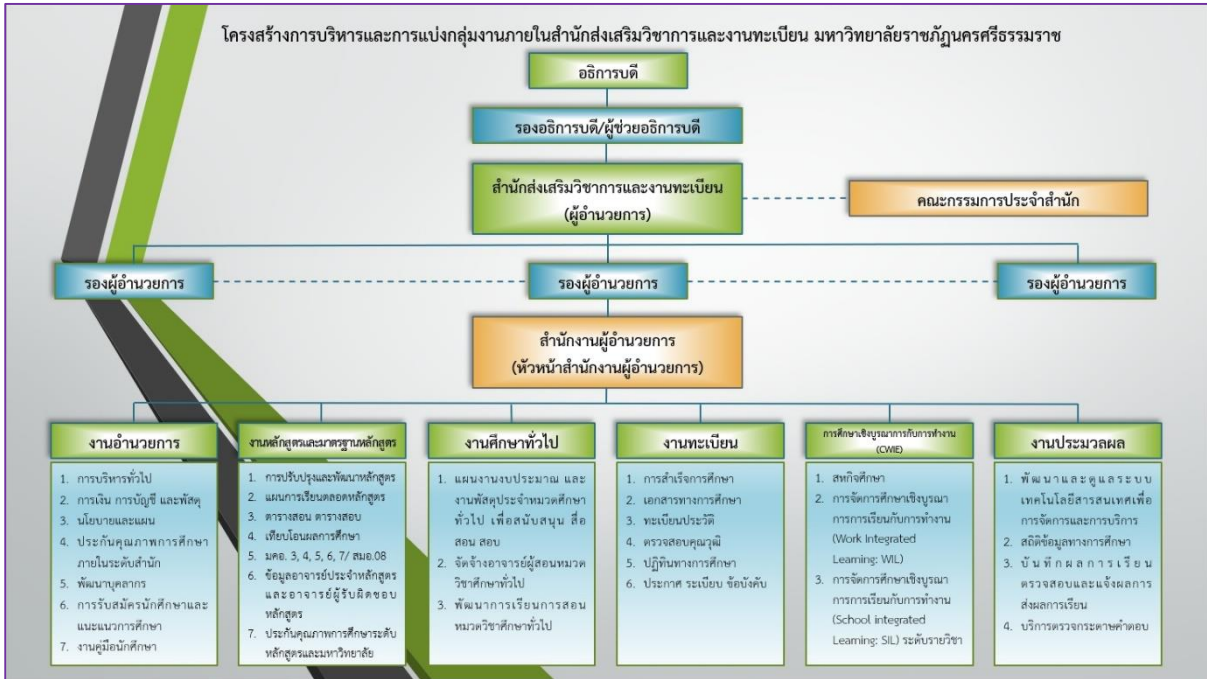 โครงสร้างการบริหารและการแบ่งกลุ่มงานภายในสำนักส่งเสริมวิชาการและงานทะเบียน มหาวิทยาลัยราชภัฏนครศรีธรรมราช
อธิการบดี
รองอธิการบดี/ผู้ช่วยอธิการบดี
สำนักส่งเสริมวิชาการและงานทะเบียน
(ผู้อำนวยการ)
คณะกรรมการประจำสำนัก
รองผู้อำนวยการ
รองผู้อำนวยการ
รองผู้อำนวยการ
สำนักงานผู้อำนวยการ
(หัวหน้าสำนักงานผู้อำนวยการ)
งานอำนวยการ
1. การบริหารทั่วไป
2. การเงิน การบัญชี และพัสดุ
3. นโยบายและแผน
4. ประกันคุณภาพการศึกษา
ภายในระดับสำนัก
5. พัฒนาบุคลากร
6. การรับสมัครนักศึกษาและ
แนะแนวการศึกษา
7. งานคู่มือนักศึกษา
งานหลักสูตรและมาตรฐานหลักสูตร
1. การปรับปรุงและพัฒนาหลักสูตร
2. แผนการเรียนตลอดหลักสูตร
3. ตารางสอน ตารางสอบ
4. เทียบโอนผลการศึกษา
5. มคอ. 3, 4, 5, 6, 7/ สมอ.08
6. ข้อมูลอาจารย์ประจำหลักสูตร
และอาจารย์ผู้รับผิดชอบ
หลักสูตร
7. ประกันคุณภาพการศึกษาระดับ
หลักสูตรและมหาวิทยาลัย
งานศึกษาทั่วไป
1. แผนงานงบประมาณ และ
งานพัสดุประจำหมวดศึกษา
ทั่วไป เพื่อสนับสนุน สื่อ
สอน สอบ
2. จัดจ้างอาจารย์ผู้สอนหมวด
วิชาศึกษาทั่วไป
3. พัฒนาการเรียนการสอน
หมวดวิชาศึกษาทั่วไป
งานทะเบียน
1. การสำเร็จการศึกษา
2. เอกสารทางการศึกษา
3. ทะเบียนประวัติ
4. ตรวจสอบคุณวุฒิ
5. ปฏิทินทางการศึกษา
6. ประกาศ ระเบียบ ข้อบังคับ
การศึกษาเชิงบูรณาการกับการทำงาน
(CWIE)
1. สหกิจศึกษา
2. การจัดการศึกษาเชิงบูรณา
การการเรียนกับการทำงาน
(Work Integrated
Learning: WIL)
3. การจัดการศึกษาเชิงบูรณา
การการเรียนกับการทำงาน
(School integrated
Learning: SIL) ระดับรายวิชา
งานประมวลผล
1. พัฒนาและดูแลระบบ
เทคโนโลยีสารสนเทศเพื่อ
การจัดการและการบริการ
2. สถิติข้อมูลทางการศึกษา
3. บันทึกผลการเรียน
ตรวจสอบและแจ้งผลการ
ส่งผลการเรียน
4. บริการตรวจกระดาษคำตอบ